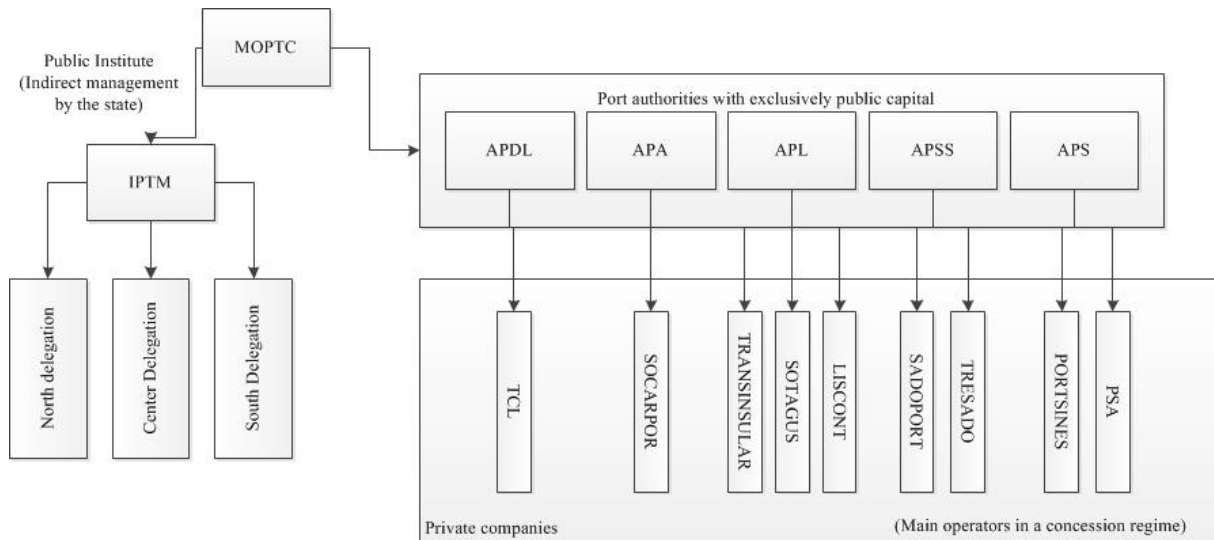 MOPTC
Public Institute
(Indirect management
by the state)
Port authorities with exclusively public capital
APDL
APA
APL
APSS
APS
IPTM
North delegation
Center Delegation
South Delegation
TCL
SOCARPOR
TRANSINSULAR
SOTAGUS
LISCONT
SADOPORT
TRESADO
PORTSINES
PSA
Private companies
(Main operators in a concession regime)